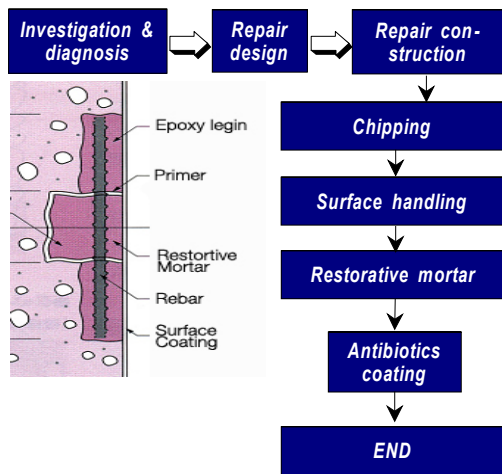 Investigation &
diagnosis
Repair
design
Repair con-
struction
Chipping
Surface handling
Restorative mortar
Antibiotics
coating
END
Epoxy legin
Primer
Restortive
Mortar
Rebar
Surface
Coating